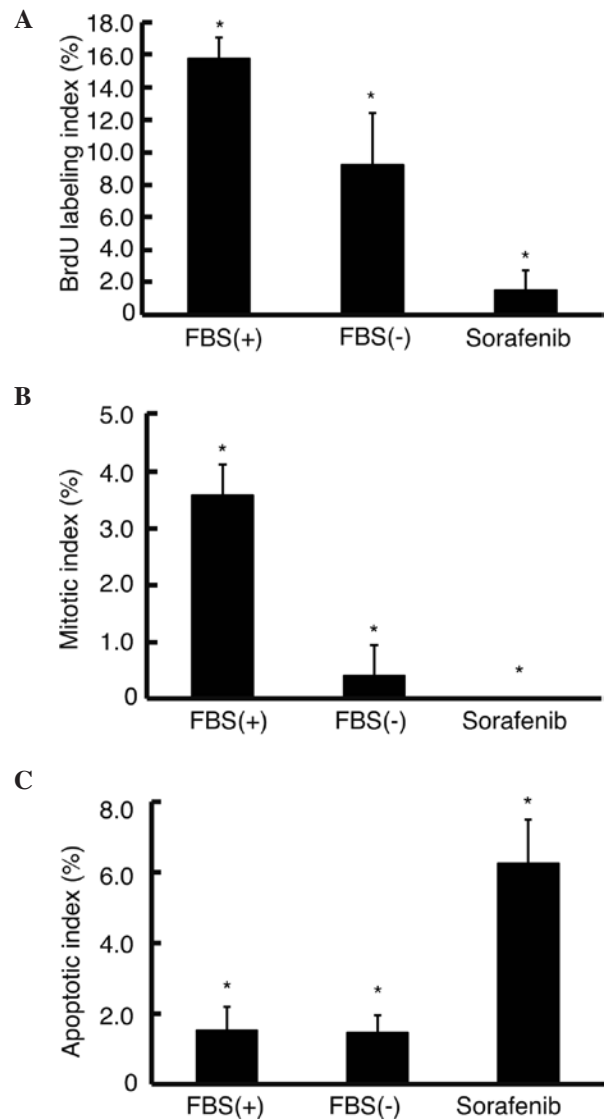 A
BrdU labeling index (%)
18.0
16.0
14.0
12.0
10.0
8.0
6.0
4.0
2.0
0
* * *
FBS(+) FBS(-) Sorafenib
B
Mitotic index (%)
5.0
4.0
3.0
2.0
1.0
0
* * *
FBS(+) FBS(-) Sorafenib
C
Apoptotic index (%)
8.0
6.0
4.0
2.0
0
* * *
FBS(+) FBS(-) Sorafenib